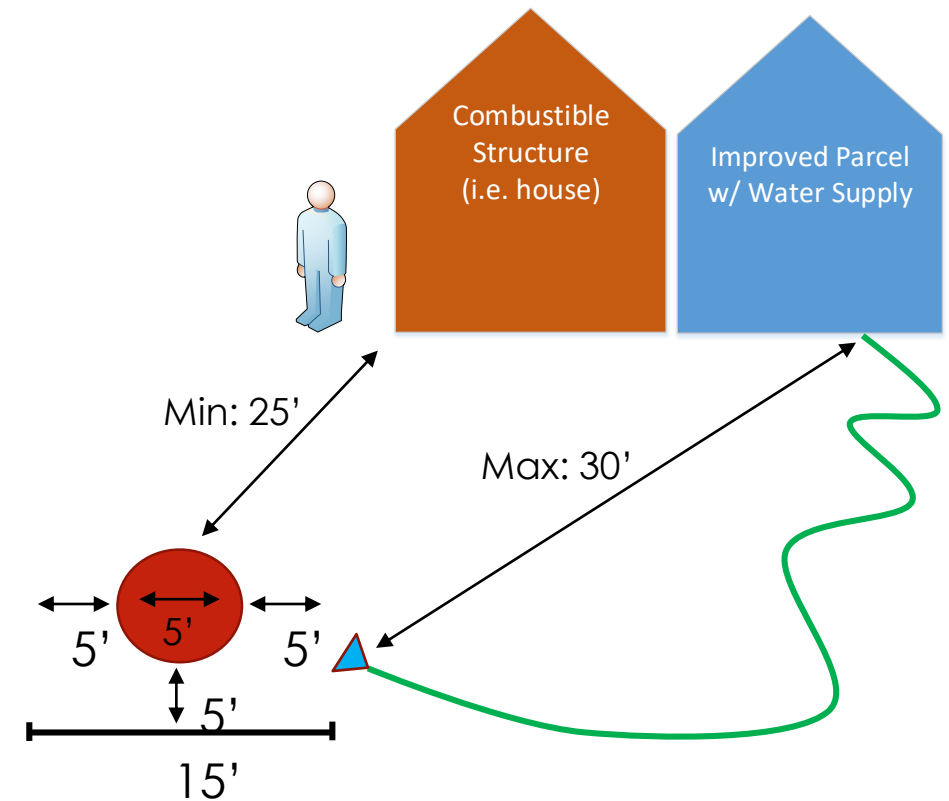 Combustible
Structure
(i.e. house)
Improved Parcel
w/ Water Supply
Min: 25’
Max: 30’
5’
5’
5’
5’
15’